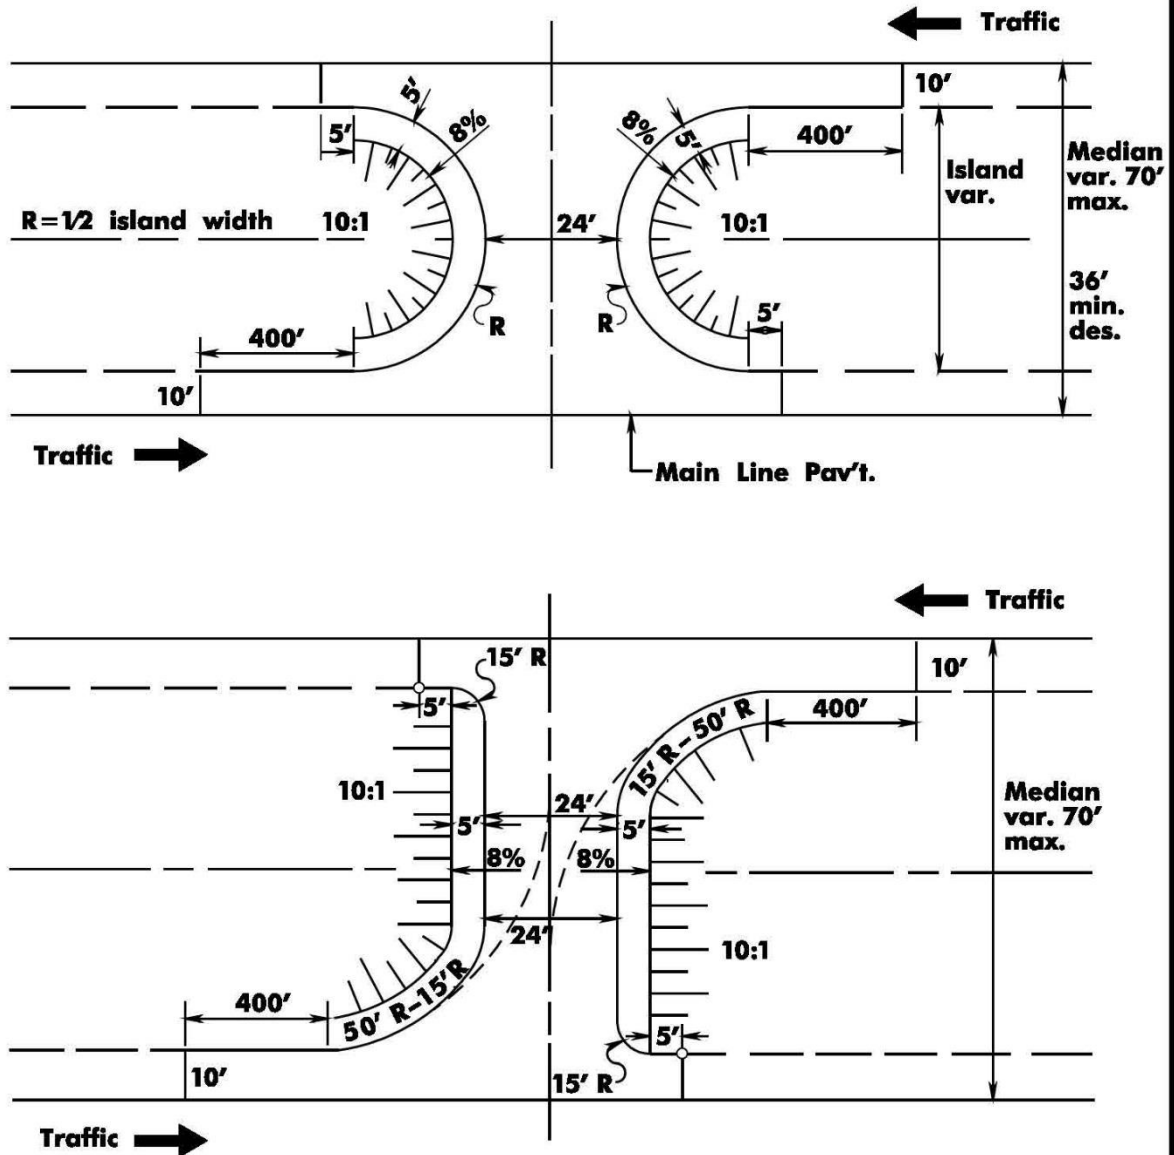 Traffic
10'
5'
8%
8%
5'
5'
400'
Median
var. 70'
max.
Island
var.
R=1/2 island width
10:1
24'
10:1
36'
min.
des.
R
R
5'
400'
10'
Traffic
Main Line Pav't.
Traffic
15' R
10'
5'
15' R-50' R
400'
10:1
24'
Median
var. 70'
max.
5'
5'
8%
8%
24'
10:1
400'
50' R-15' R
5'
10'
15' R
Traffic